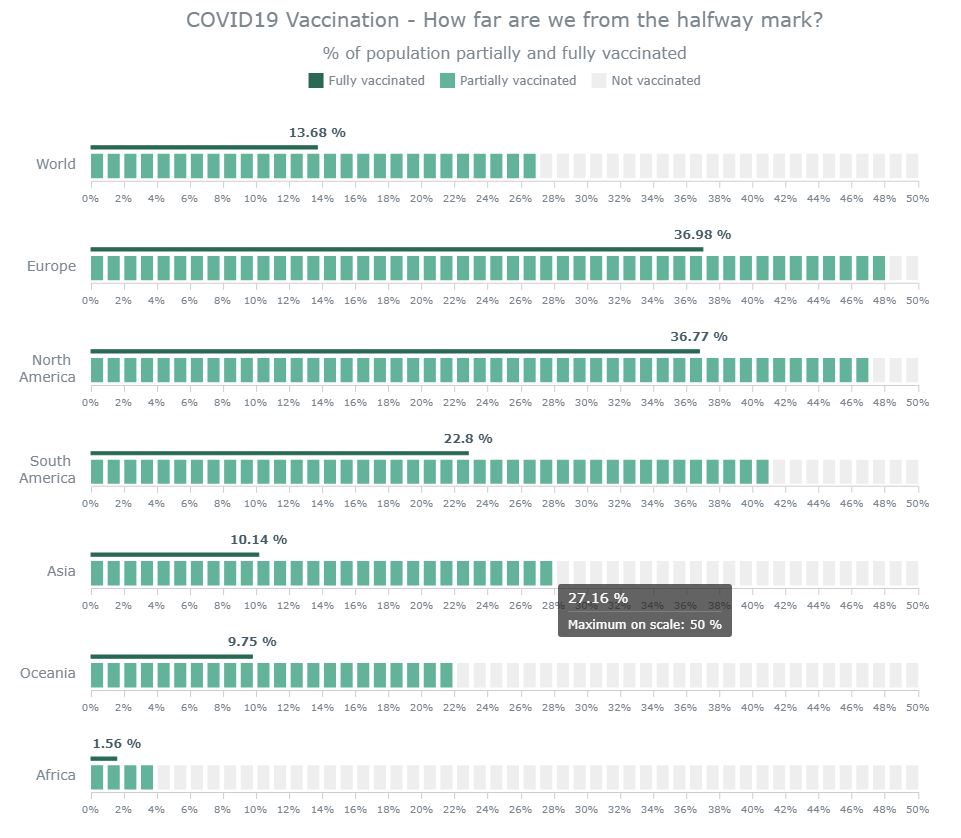 COVID19 Vaccination - How far are we from the halfway mark?
% of population partially and fully vaccinated
Fully vaccinated Partially vaccinated Not vaccinated
13.68 %
World
0% 2% 4% 6% 8% 10% 12% 14% 16% 18% 20% 22% 24% 26% 28% 30% 32% 34% 36% 38% 40% 42% 44% 46% 48% 50%
36.98 %
Europe
0% 2% 4% 6% 8% 10% 12% 14% 16% 18% 20% 22% 24% 26% 28% 30% 32% 34% 36% 38% 40% 42% 44% 46% 48% 50%
36.77 %
North
America
0% 2% 4% 6% 8% 10% 12% 14% 16% 18% 20% 22% 24% 26% 28% 30% 32% 34% 36% 38% 40% 42% 44% 46% 48% 50%
22.8 %
South
America
0% 2% 4% 6% 8% 10% 12% 14% 16% 18% 20% 22% 24% 26% 28% 30% 32% 34% 36% 38% 40% 42% 44% 46% 48% 50%
10.14 %
Asia
27.16 %
0% 2% 4% 6% 8% 10% 12% 14% 16% 18% 20% 22% 24% 26% 28% 30% 32% 34% 36% 38% 40% 42% 44% 46% 48% 50%
Maximum on scale: 50 %
9.75 %
Oceania
0% 2% 4% 6% 8% 10% 12% 14% 16% 18% 20% 22% 24% 26% 28% 30% 32% 34% 36% 38% 40% 42% 44% 46% 48% 50%
1.56 %
Africa
0% 2% 4% 6% 8% 10% 12% 14% 16% 18% 20% 22% 24% 26% 28% 30% 32% 34% 36% 38% 40% 42% 44% 46% 48% 50%